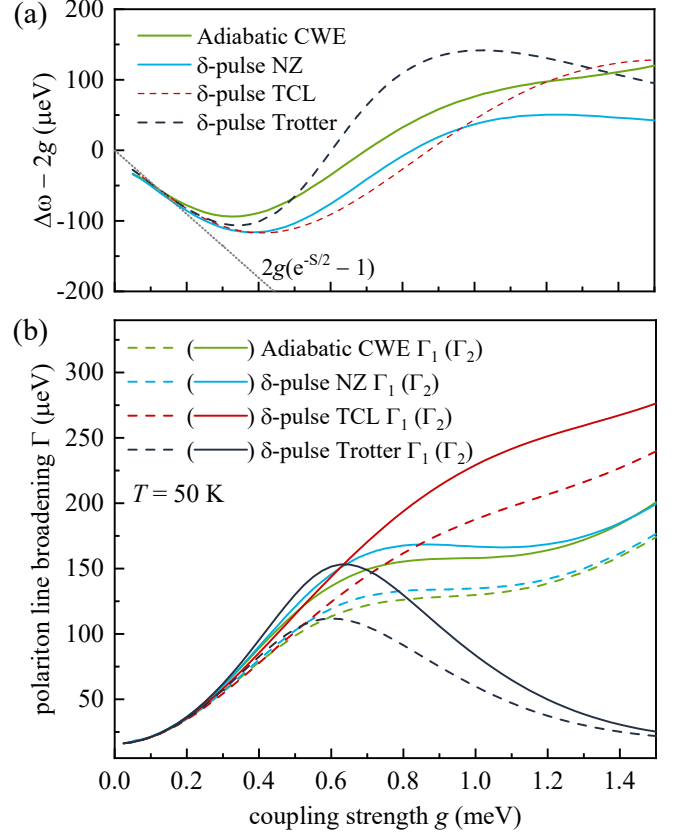 (a)
200
100
0
-100
-200
Δω − 2g (μeV)
Adiabatic CWE
δ-pulse NZ
δ-pulse TCL
δ-pulse Trotter
2g(e^-S/2 − 1)
(b)
300
250
200
150
100
50
polariton line broadening Γ (μeV)
( ) Adiabatic CWE Γ₁ (Γ₂)
( ) δ-pulse NZ Γ₁ (Γ₂)
( ) δ-pulse TCL Γ₁ (Γ₂)
( ) δ-pulse Trotter Γ₁ (Γ₂)
T = 50 K
0.0 0.2 0.4 0.6 0.8 1.0 1.2 1.4
coupling strength g (meV)